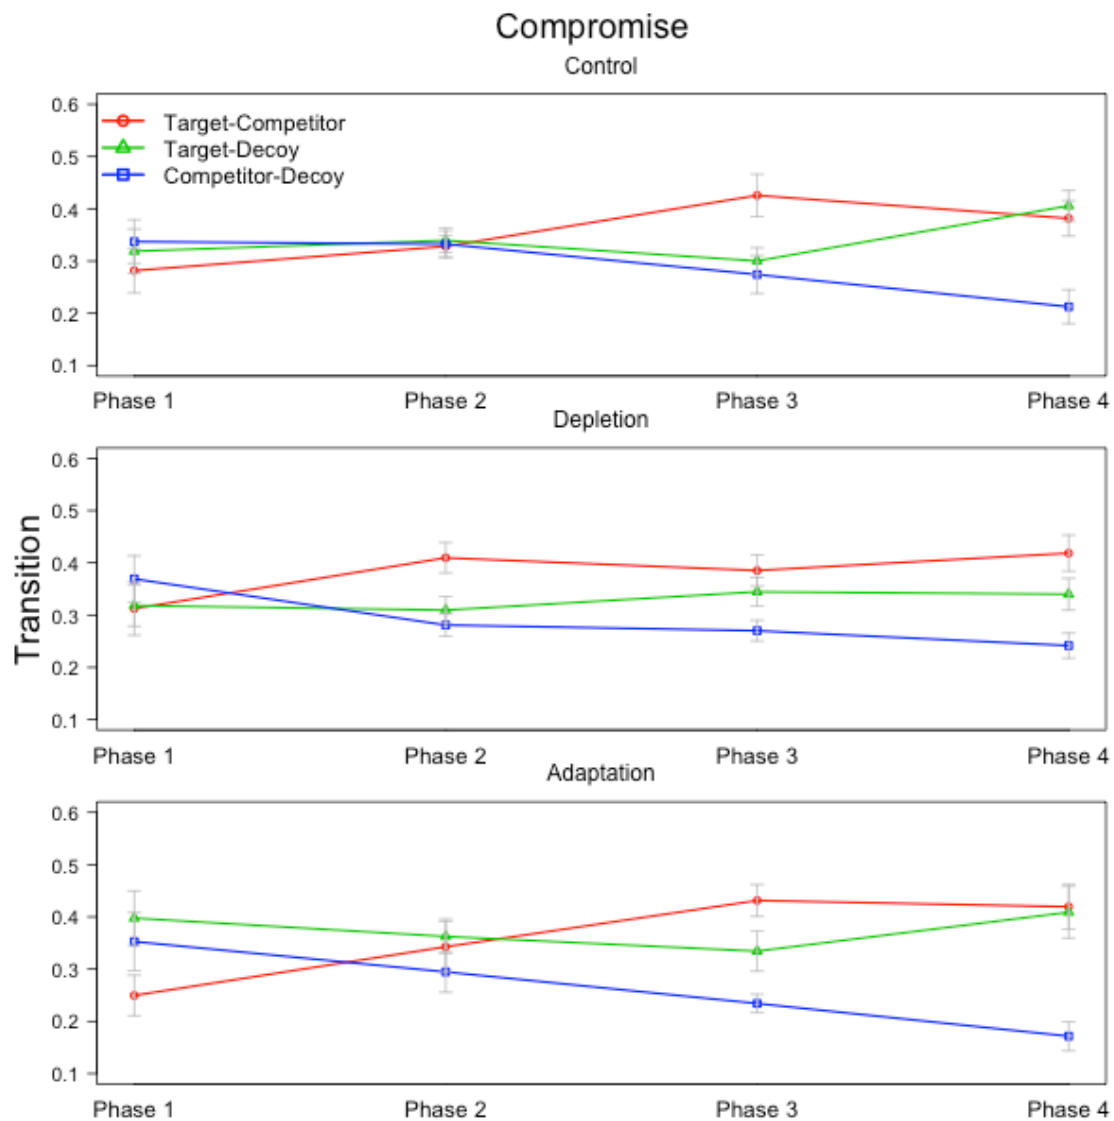 Compromise
Control
0.6
0.5
0.4
0.3
0.2
0.1
Target-Competitor
Target-Decoy
Competitor-Decoy
Phase 1 Phase 2 Phase 3 Phase 4
Depletion
0.6
0.5
0.4
0.3
0.2
0.1
Transition
Phase 1 Phase 2 Phase 3 Phase 4
Adaptation
0.6
0.5
0.4
0.3
0.2
0.1
Phase 1 Phase 2 Phase 3 Phase 4